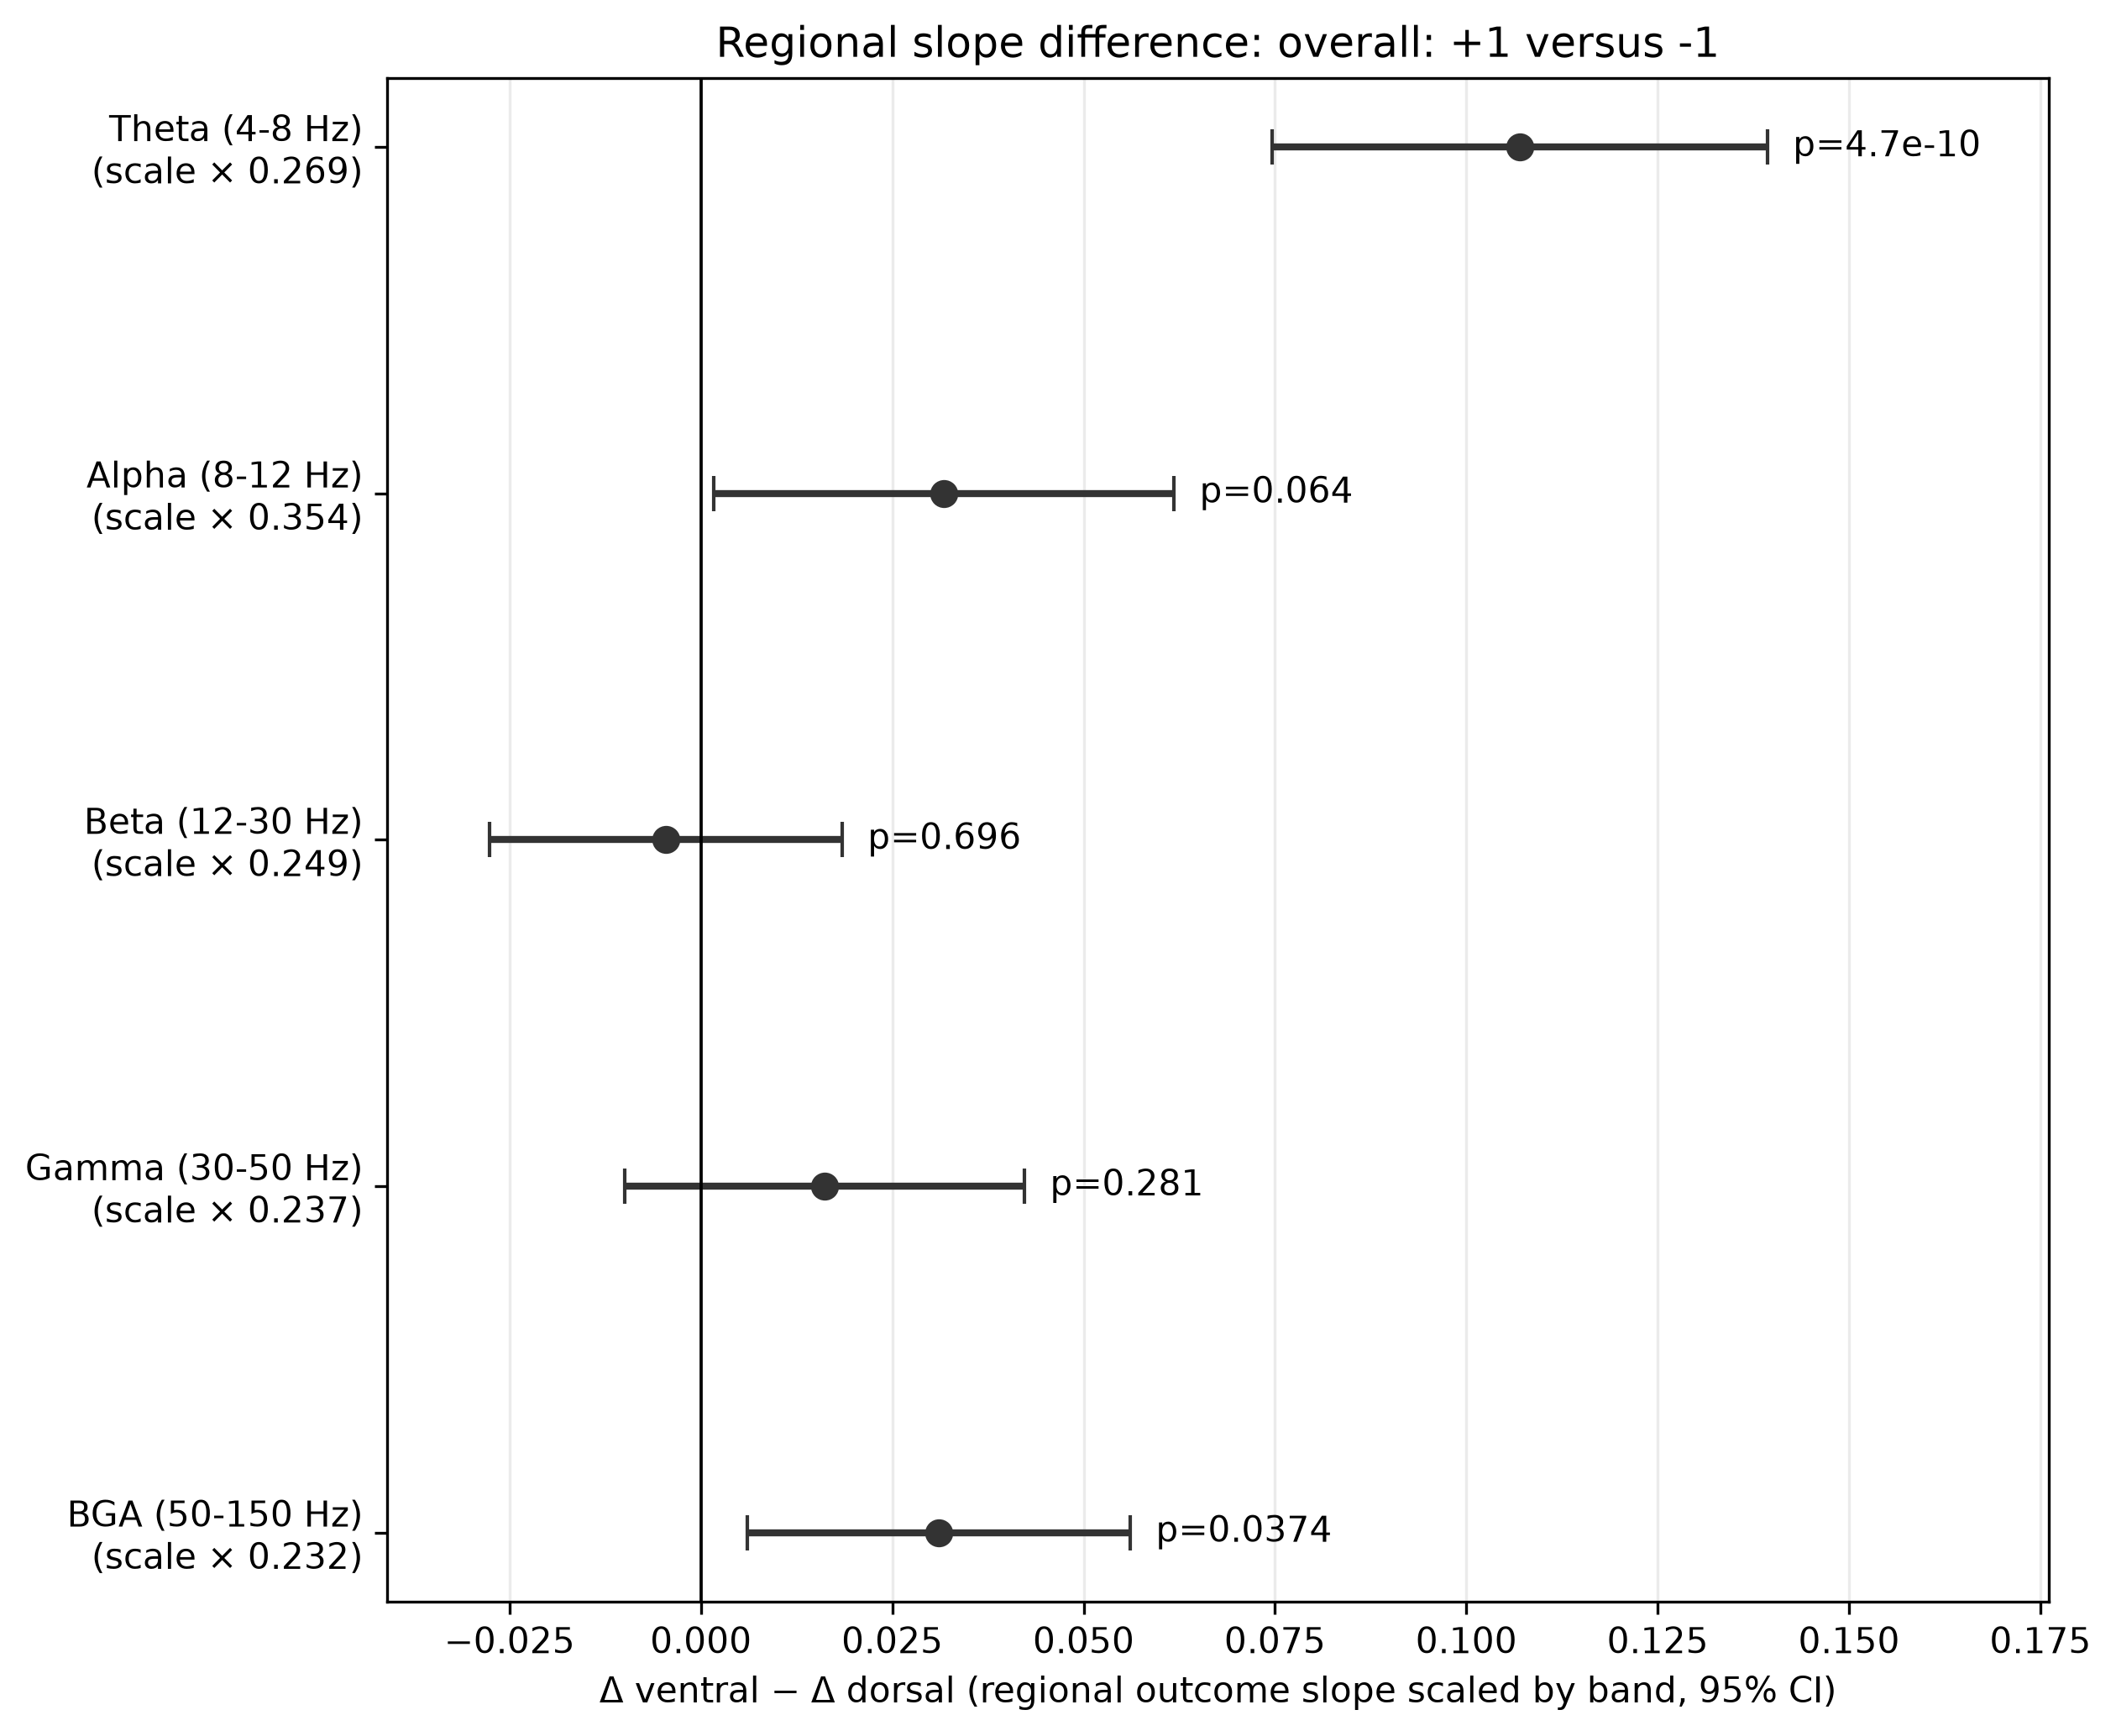 Regional slope difference: overall: +1 versus -1
Theta (4-8 Hz)
(scale × 0.269)
p=4.7e-10
Alpha (8-12 Hz)
(scale × 0.354)
p=0.064
Beta (12-30 Hz)
(scale × 0.249)
p=0.696
Gamma (30-50 Hz)
(scale × 0.237)
p=0.281
BGA (50-150 Hz)
(scale × 0.232)
p=0.0374
−0.025 0.000 0.025 0.050 0.075 0.100 0.125 0.150 0.175
Δ ventral − Δ dorsal (regional outcome slope scaled by band, 95% CI)